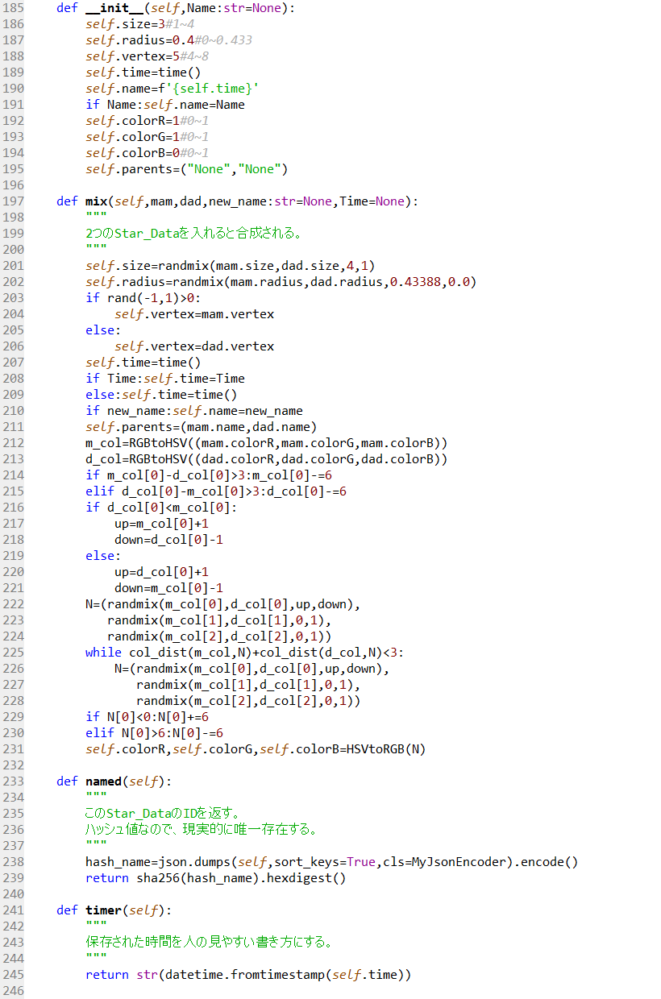 185 def __init__(self,Name:str=None):
186 self.size=3#1~4
187 self.radius=0.4#0~0.433
188 self.vertex=5#4~8
189 self.time=time()
190 self.name=f'{self.time}'
191 if Name:self.name=Name
192 self.colorR=1#0~1
193 self.colorG=1#0~1
194 self.colorB=0#0~1
195 self.parents=("None","None")
196
197 def mix(self,mam,dad,new_name:str=None,Time=None):
198 """
199 2つのStar_Dataを入れると合成される。
200 """
201 self.size=randmix(mam.size,dad.size,4,1)
202 self.radius=randmix(mam.radius,dad.radius,0.43388,0.0)
203 if rand(-1,1)>0:
204 self.vertex=mam.vertex
205 else:
206 self.vertex=dad.vertex
207 self.time=time()
208 if Time:self.time=Time
209 else:self.time=time()
210 if new_name:self.name=new_name
211 self.parents=(mam.name,dad.name)
212 m_col=RGBtoHSV((mam.colorR,mam.colorG,mam.colorB))
213 d_col=RGBtoHSV((dad.colorR,dad.colorG,dad.colorB))
214 if m_col[0]-d_col[0]>3:m_col[0]-=6
215 elif d_col[0]-m_col[0]>3:d_col[0]-=6
216 if d_col[0]<m_col[0]:
217 up=m_col[0]+1
218 down=d_col[0]-1
219 else:
220 up=d_col[0]+1
221 down=m_col[0]-1
222 N=(randmix(m_col[0],d_col[0],up,down),
223 randmix(m_col[1],d_col[1],0,1),
224 randmix(m_col[2],d_col[2],0,1))
225 while col_dist(m_col,N)+col_dist(d_col,N)<3:
226 N=(randmix(m_col[0],d_col[0],up,down),
227 randmix(m_col[1],d_col[1],0,1),
228 randmix(m_col[2],d_col[2],0,1))
229 if N[0]<0:N[0]+=6
230 elif N[0]>6:N[0]-=6
231 self.colorR,self.colorG,self.colorB=HSVtoRGB(N)
232
233 def named(self):
234 """
235 このStar_DataのIDを返す。
236 ハッシュ値なので、現実的に唯一存在する。
237 """
238 hash_name=json.dumps(self,sort_keys=True,cls=MyJsonEncoder).encode()
239 return sha256(hash_name).hexdigest()
240
241 def timer(self):
242 """
243 保存された時間を人の見やすい書き方にする。
244 """
245 return str(datetime.fromtimestamp(self.time))
246